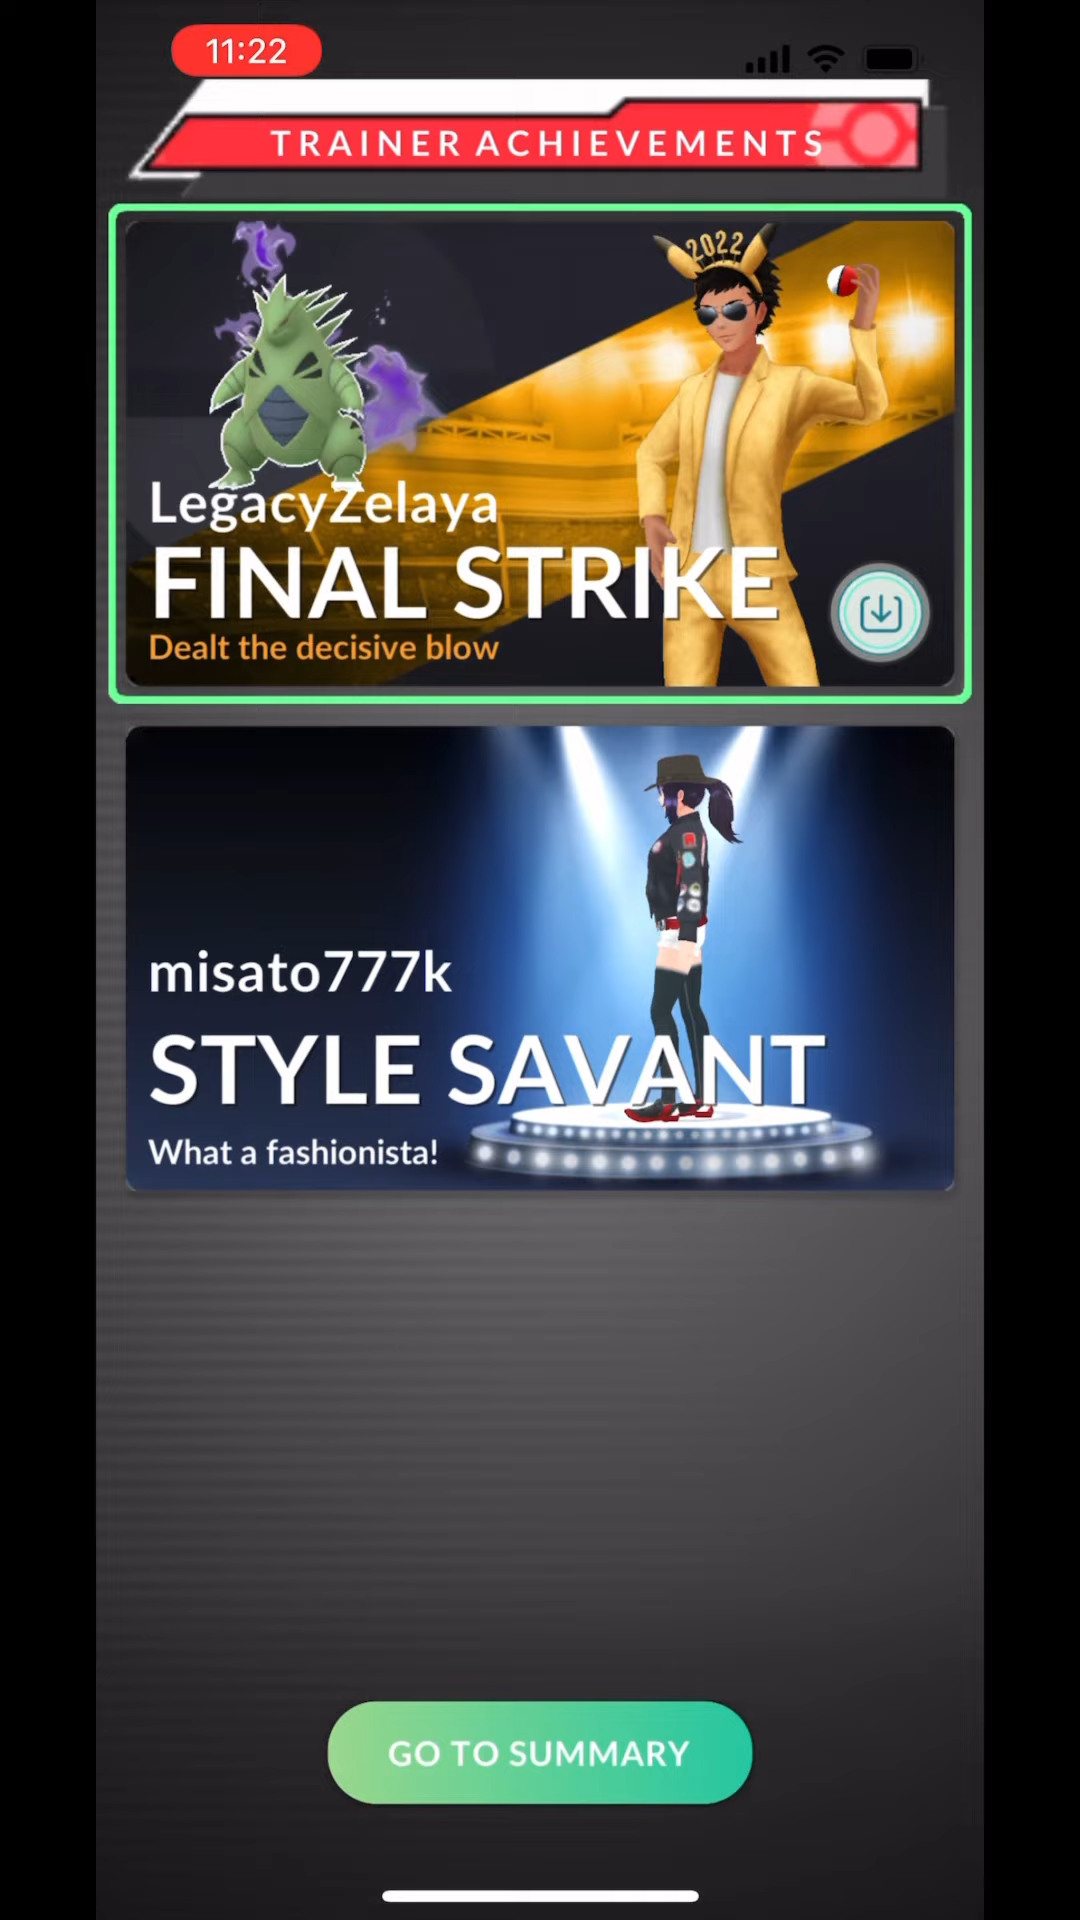 11:22
TRAINER ACHIEVEMENTS
2022
LegacyZelaya
FINAL STRIKE
Dealt the decisive blow
misato777k
STYLE SAVANT
What a fashionista!
GO TO SUMMARY